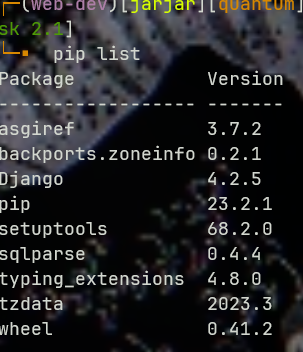 (web-dev)[jarjar][quantum]
sk 2.1]
pip list
Package Version
----------------- -------
asgiref 3.7.2
backports.zoneinfo 0.2.1
Django 4.2.5
pip 23.2.1
setuptools 68.2.0
sqlparse 0.4.4
typing_extensions 4.8.0
tzdata 2023.3
wheel 0.41.2